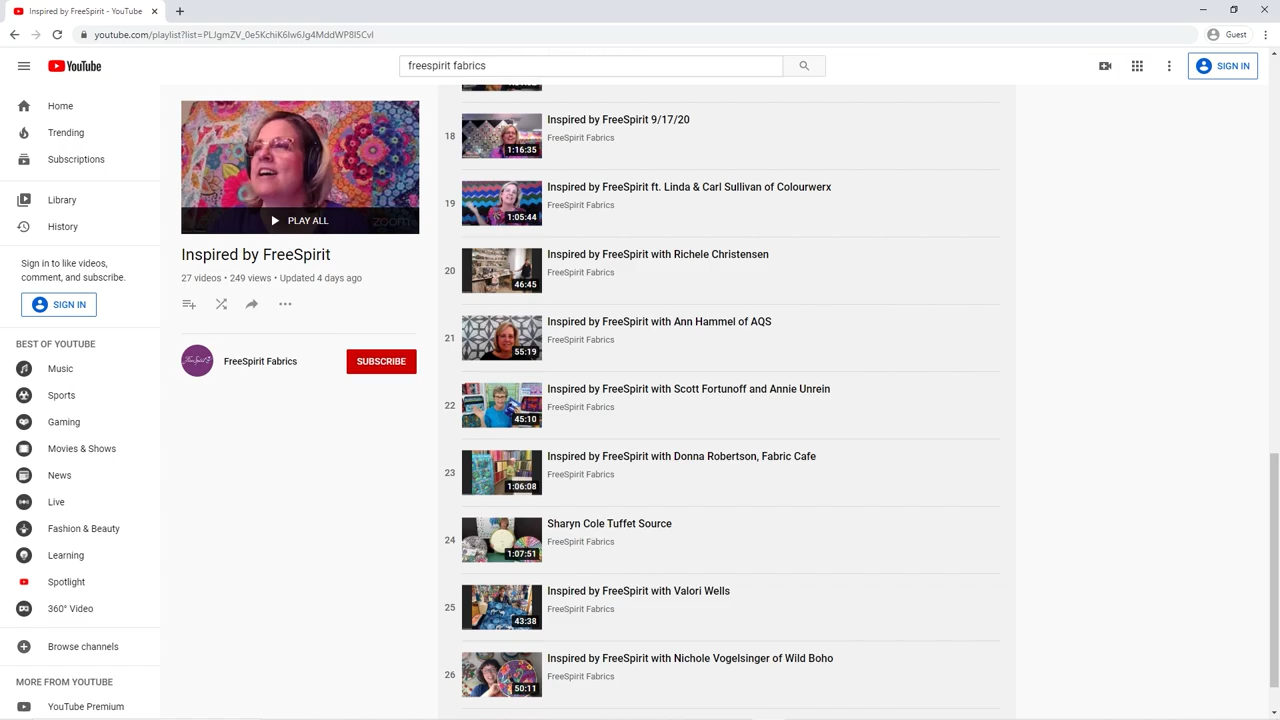 Inspired by FreeSpirit - YouTube
youtube.com/playlist?list=PLJgmZV_0e5KchiK6Iw6Jg4MddWP8I5CvI
Guest
YouTube
freespirit fabrics
SIGN IN
Home
Trending
Subscriptions
Library
History
Sign in to like videos,
comment, and subscribe.
SIGN IN
BEST OF YOUTUBE
Music
Sports
Gaming
Movies & Shows
News
Live
Fashion & Beauty
Learning
Spotlight
360° Video
Browse channels
MORE FROM YOUTUBE
YouTube Premium
PLAY ALL
zoom
Inspired by FreeSpirit
27 videos • 249 views • Updated 4 days ago
FreeSpirit Fabrics
SUBSCRIBE
18
1:16:35
Inspired by FreeSpirit 9/17/20
FreeSpirit Fabrics
19
1:05:44
Inspired by FreeSpirit ft. Linda & Carl Sullivan of Colourwerx
FreeSpirit Fabrics
20
46:45
Inspired by FreeSpirit with Richele Christensen
FreeSpirit Fabrics
21
55:19
Inspired by FreeSpirit with Ann Hammel of AQS
FreeSpirit Fabrics
22
45:10
Inspired by FreeSpirit with Scott Fortunoff and Annie Unrein
FreeSpirit Fabrics
23
1:06:08
Inspired by FreeSpirit with Donna Robertson, Fabric Cafe
FreeSpirit Fabrics
24
1:07:51
Sharyn Cole Tuffet Source
FreeSpirit Fabrics
25
43:38
Inspired by FreeSpirit with Valori Wells
FreeSpirit Fabrics
26
50:11
Inspired by FreeSpirit with Nichole Vogelsinger of Wild Boho
FreeSpirit Fabrics